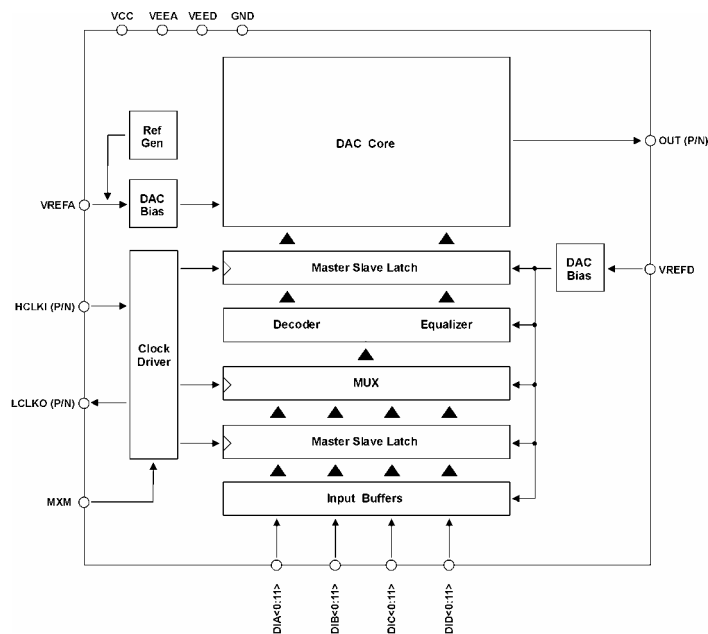 VCC VEEA VEED GND
Ref
Gen
DAC Core
OUT (P/N)
VREFA
DAC
Bias
Master Slave Latch
DAC
Bias
VREFD
HCLKI (P/N)
Decoder Equalizer
Clock
Driver
MUX
LCLKO (P/N)
Master Slave Latch
MXM
Input Buffers
DIA<0:11>
DIB<0:11>
DIC<0:11>
DID<0:11>